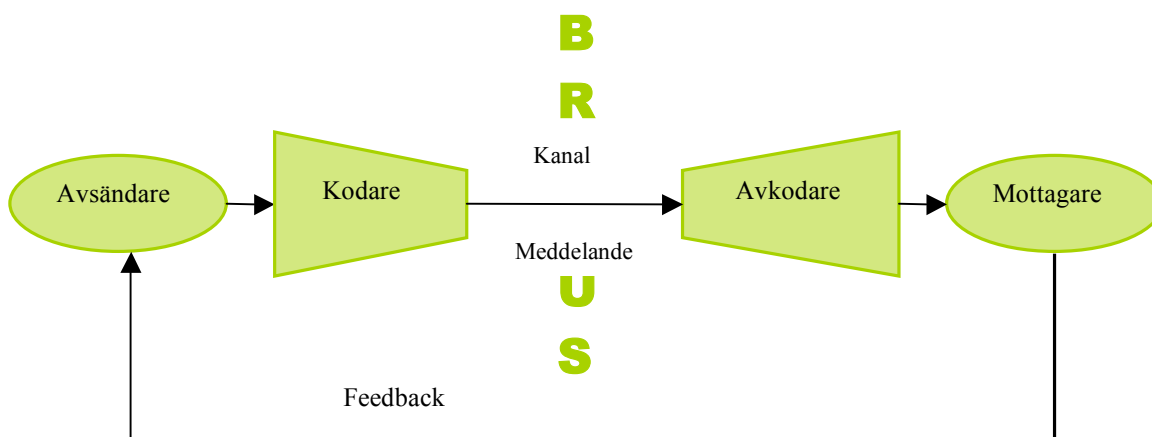 B
R
Kanal
Avsändare
Kodare
Avkodare
Mottagare
Meddelande
U
S
Feedback